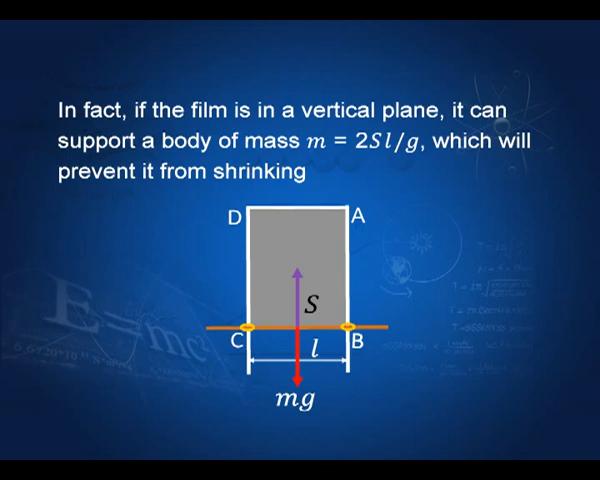 In fact, if the film is in a vertical plane, it can
support a body of mass m = 2Sl/g, which will
prevent it from shrinking
D A
S
C l B
mg
E=mc²